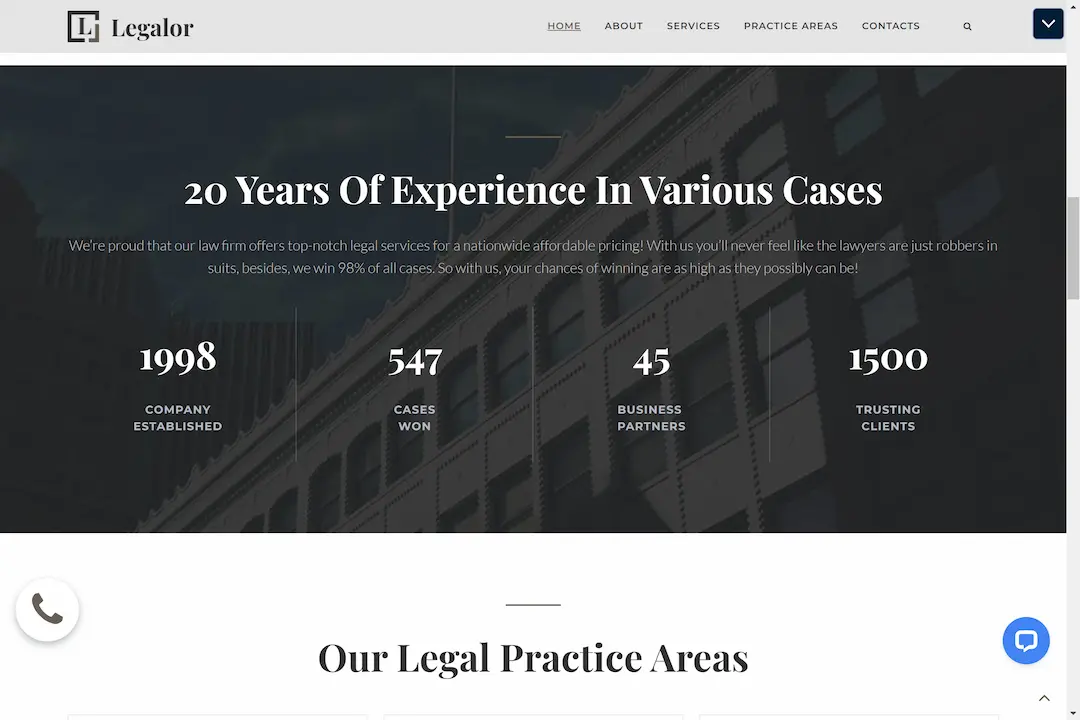 L Legalor
HOME ABOUT SERVICES PRACTICE AREAS CONTACTS
20 Years Of Experience In Various Cases
We're proud that our law firm offers top-notch legal services for a nationwide affordable pricing! With us you'll never feel like the lawyers are just robbers in
suits, besides, we win 98% of all cases. So with us, your chances of winning are as high as they possibly can be!
1998
COMPANY
ESTABLISHED
547
CASES
WON
45
BUSINESS
PARTNERS
1500
TRUSTING
CLIENTS
Our Legal Practice Areas